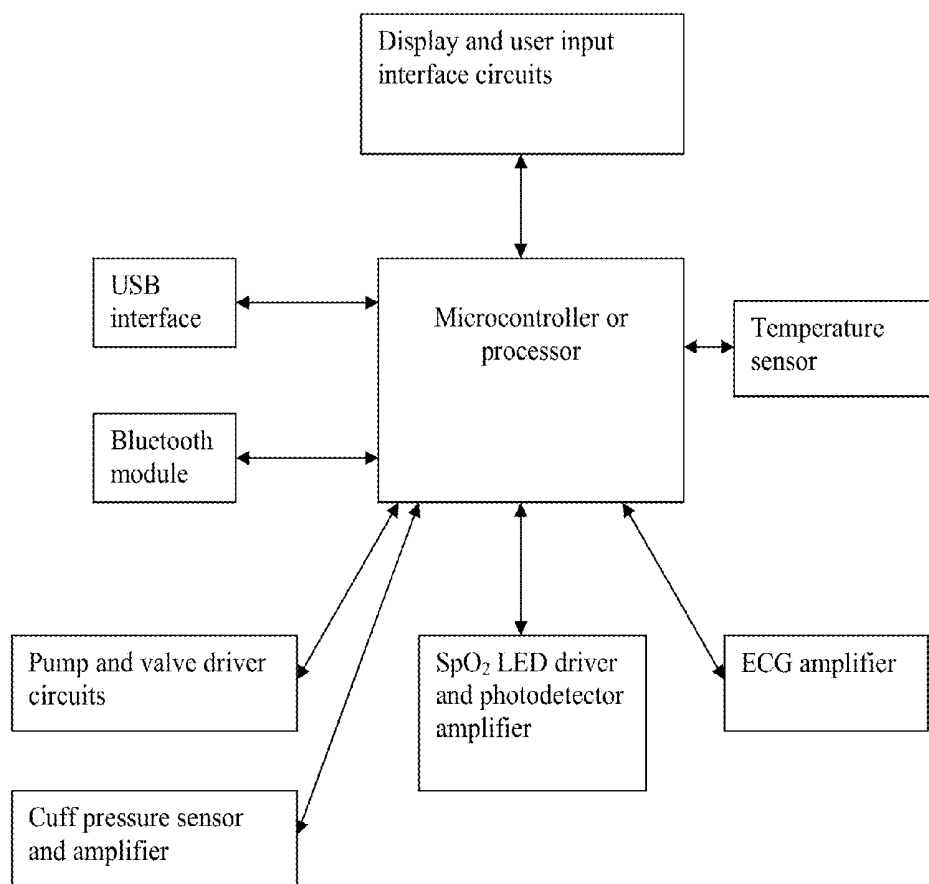 Display and user input
interface circuits
USB
interface
Microcontroller or
processor
Temperature
sensor
Bluetooth
module
Pump and valve driver
circuits
SpO₂ LED driver
and photodetector
amplifier
ECG amplifier
Cuff pressure sensor
and amplifier